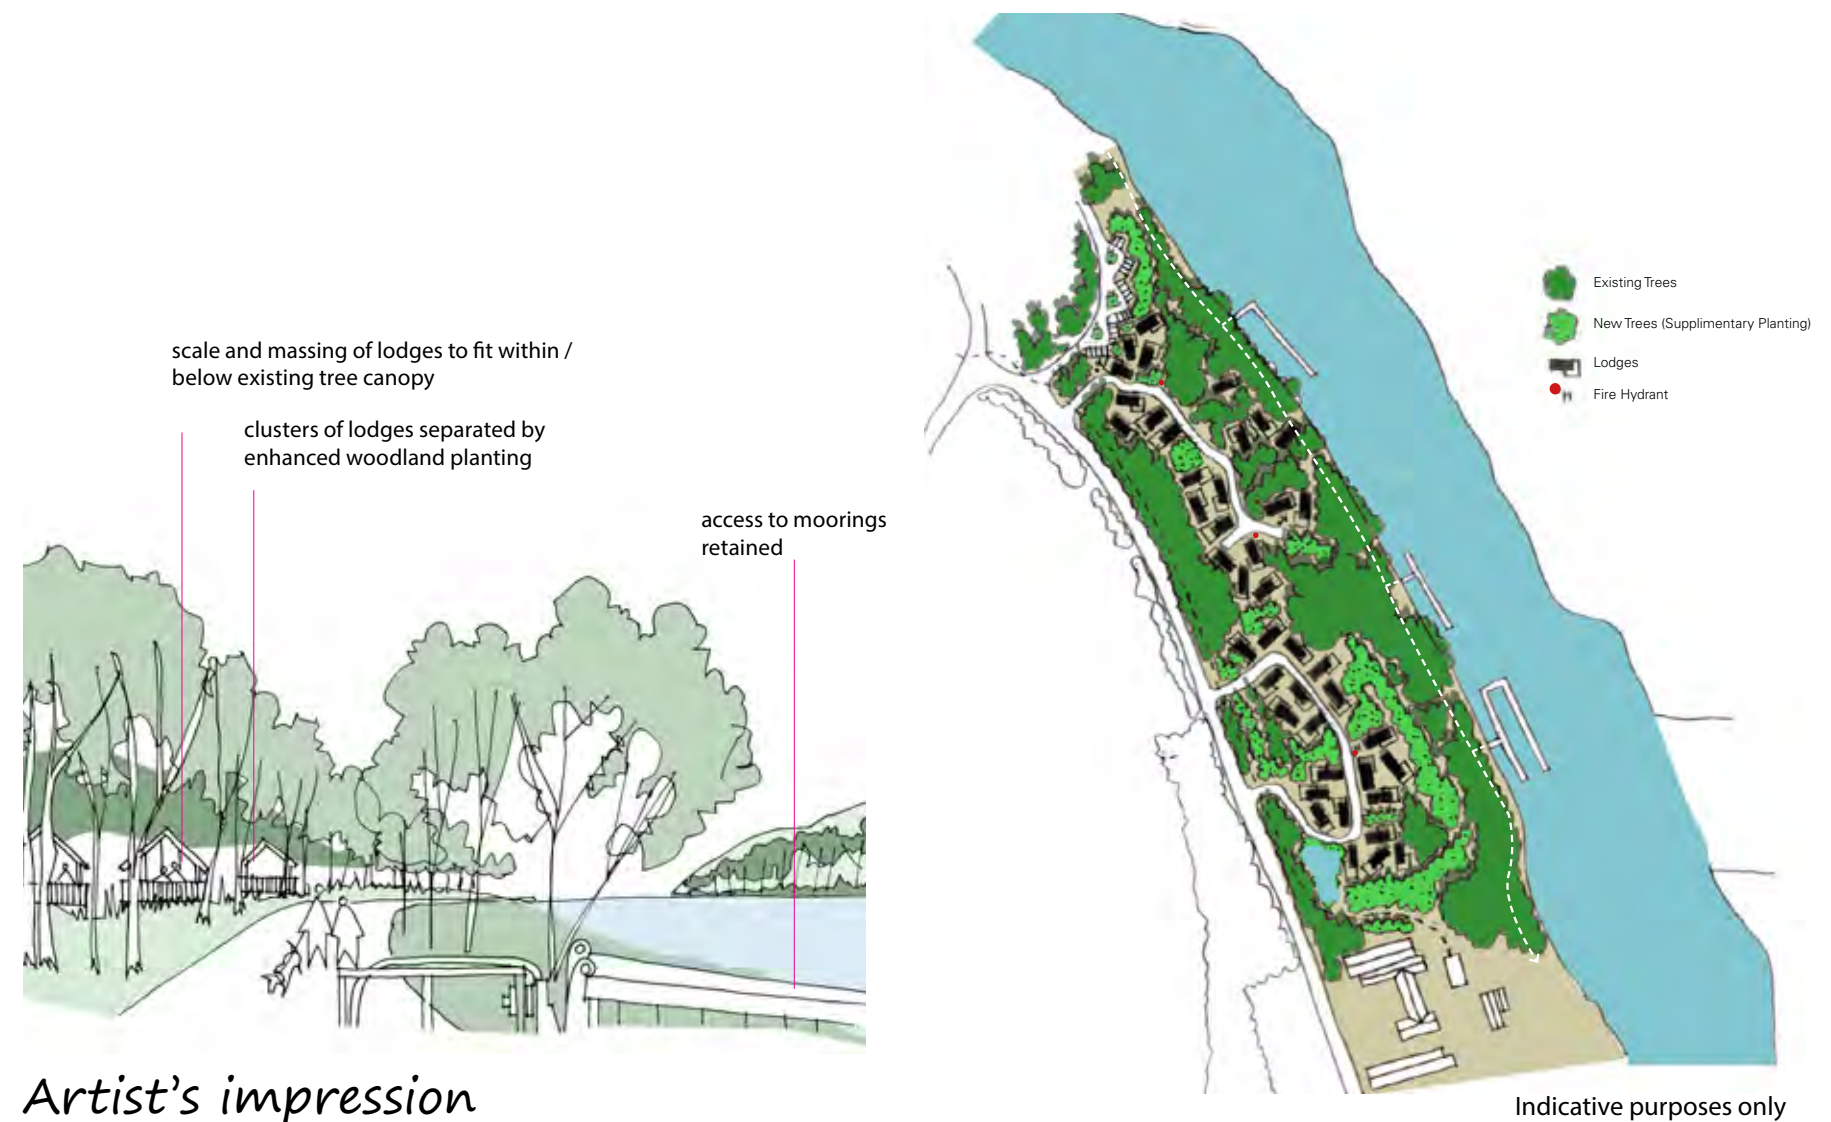 scale and massing of lodges to fit within /
below existing tree canopy
clusters of lodges separated by
enhanced woodland planting
access to moorings
retained
Existing Trees
New Trees (Supplimentary Planting)
Lodges
Fire Hydrant
Artist's impression
Indicative purposes only